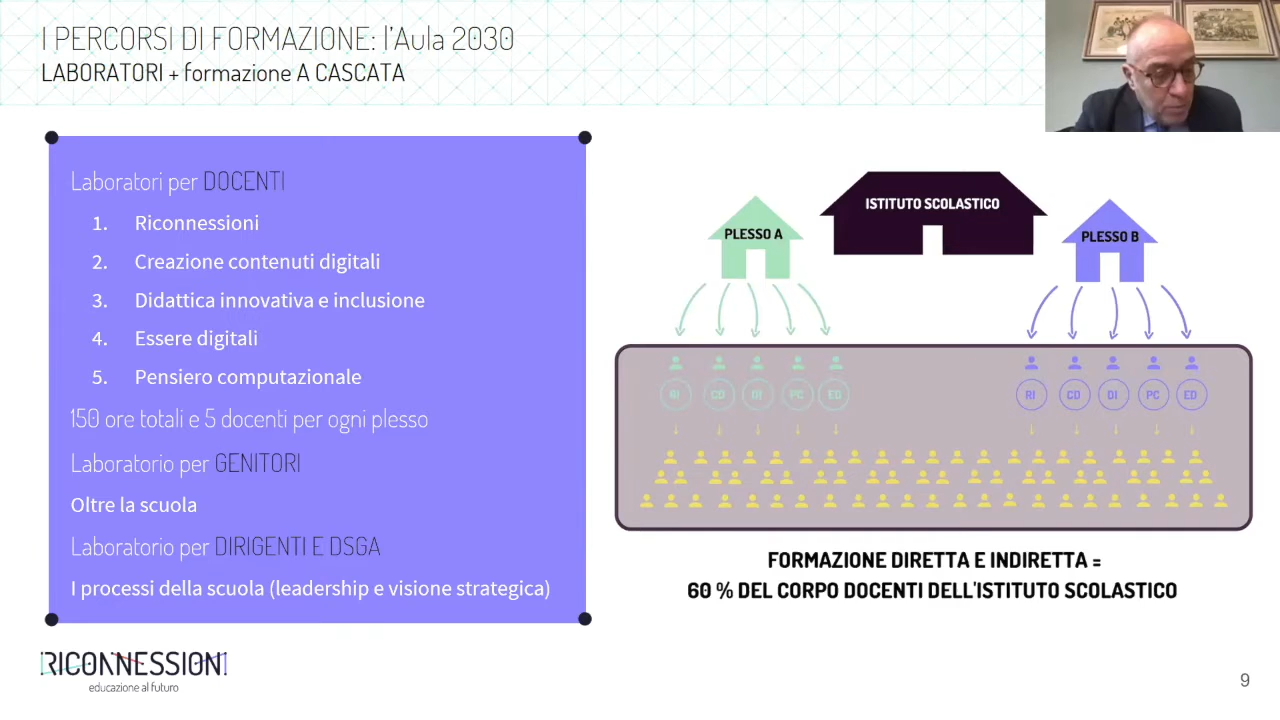 I PERCORSI DI FORMAZIONE: l'Aula 2030
LABORATORI + formazione A CASCATA
Laboratori per DOCENTI
1. Riconnessioni
2. Creazione contenuti digitali
3. Didattica innovativa e inclusione
4. Essere digitali
5. Pensiero computazionale
150 ore totali e 5 docenti per ogni plesso
Laboratorio per GENITORI
Oltre la scuola
Laboratorio per DIRIGENTI E DSGA
I processi della scuola (leadership e visione strategica)
ISTITUTO SCOLASTICO
PLESSO A
PLESSO B
RI CD DI PC ED
RI CD DI PC ED
FORMAZIONE DIRETTA E INDIRETTA =
60 % DEL CORPO DOCENTI DELL'ISTITUTO SCOLASTICO
RICONNESSIONI
educazione al futuro
9